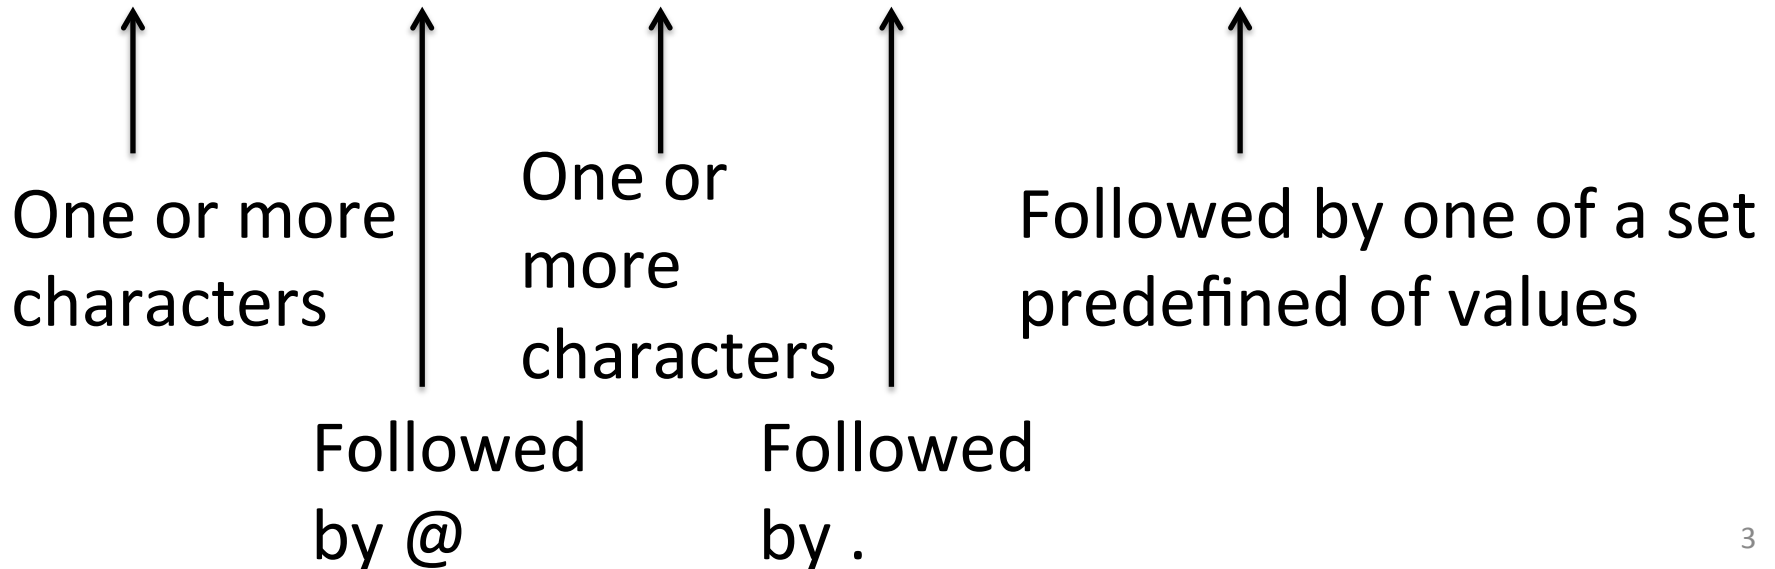 One or more
characters
Followed
by @
One or
more
characters
Followed
by .
Followed by one of a set
predefined of values
3